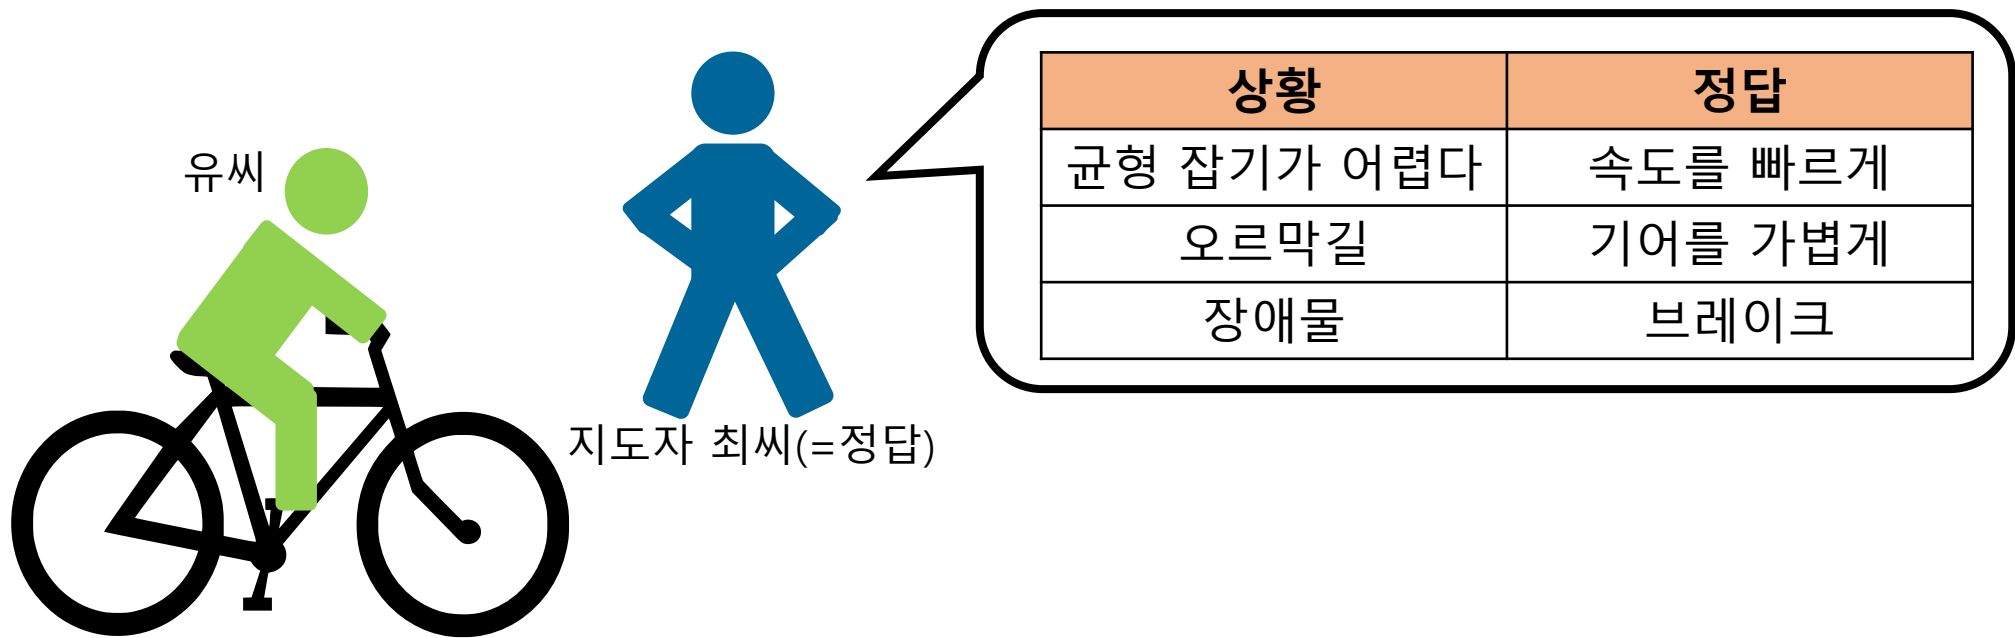 유씨
지도자 최씨(=정답)
상황 정답
균형 잡기가 어렵다 속도를 빠르게
오르막길 기어를 가볍게
장애물 브레이크